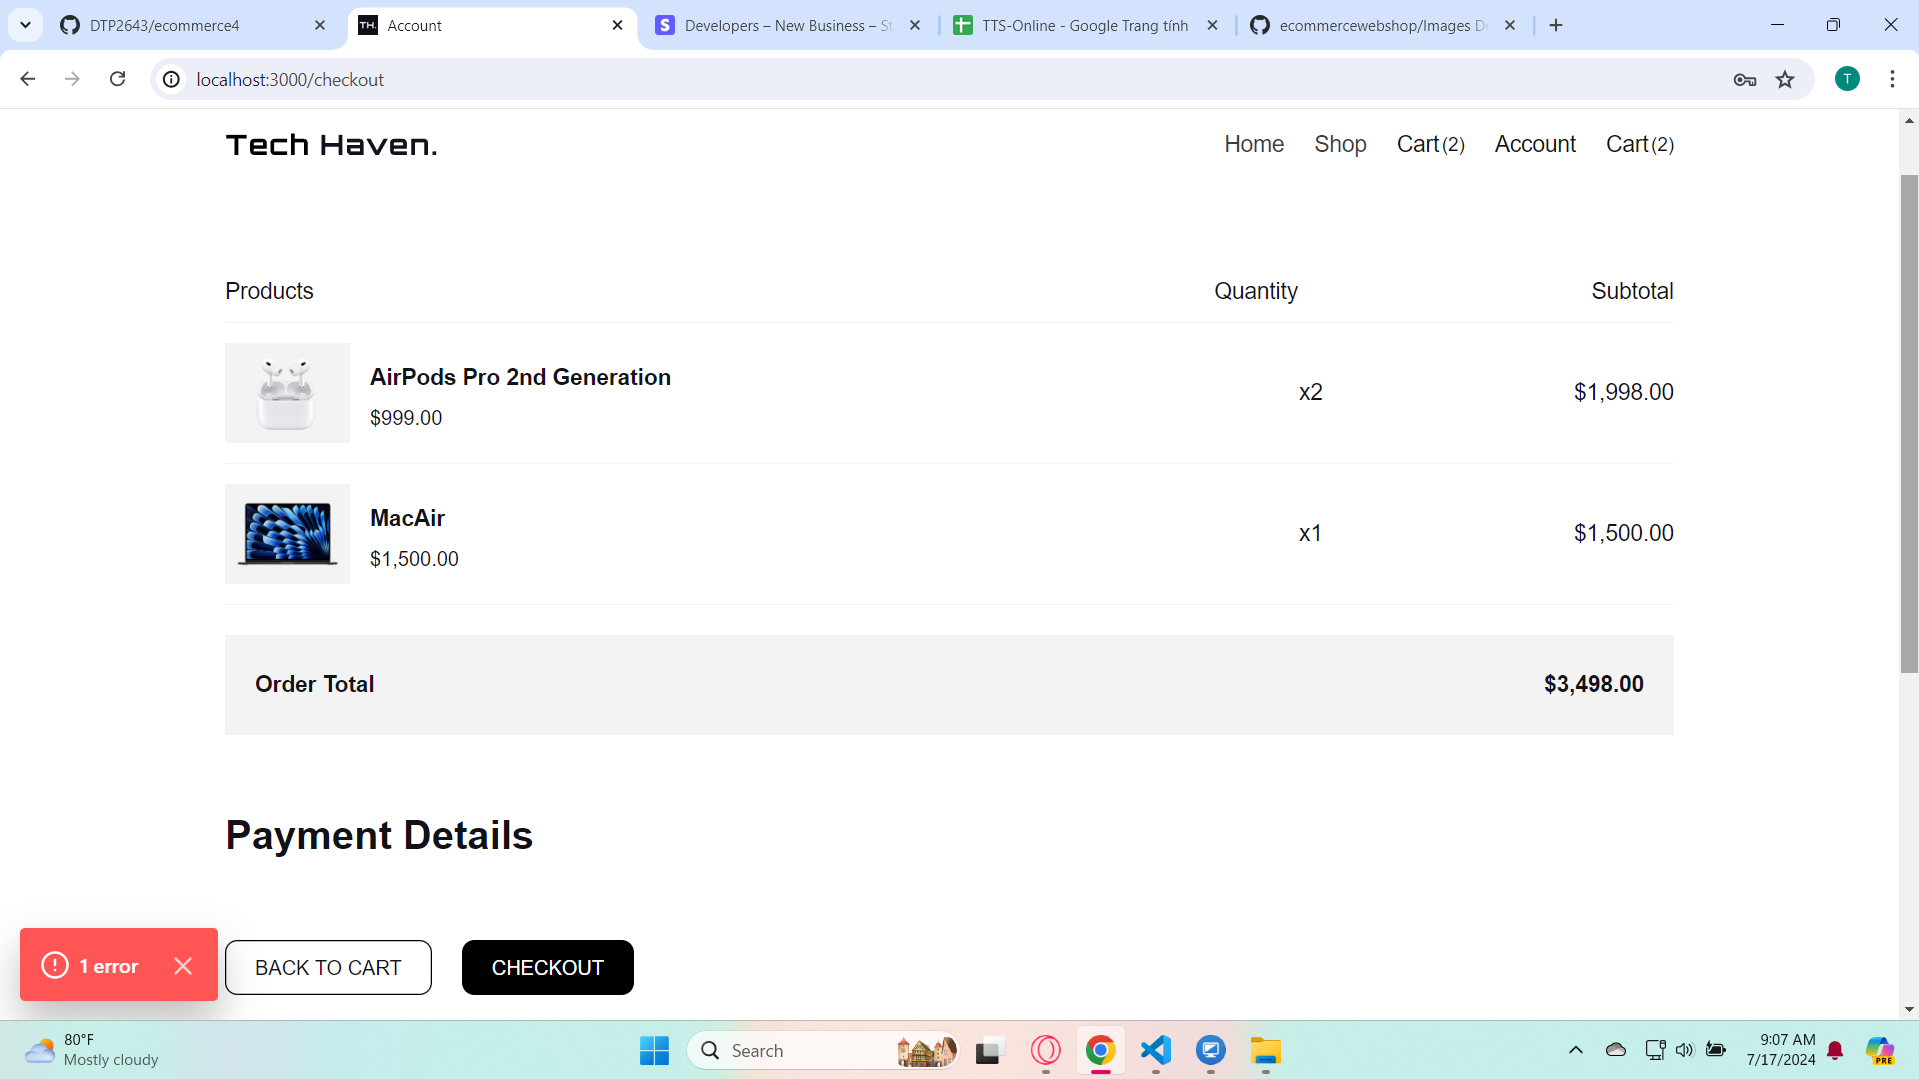 DTP2643/ecommerce4
TH. Account
Developers – New Business – St
TTS-Online - Google Trang tính
ecommercewebshop/Images De
localhost:3000/checkout
T
Tech Haven.
Home Shop Cart(2) Account Cart(2)
Products Quantity Subtotal
AirPods Pro 2nd Generation
$999.00
x2 $1,998.00
MacAir
$1,500.00
x1 $1,500.00
Order Total $3,498.00
Payment Details
1 error
BACK TO CART
CHECKOUT
80°F
Mostly cloudy
Search
9:07 AM
7/17/2024
PRE